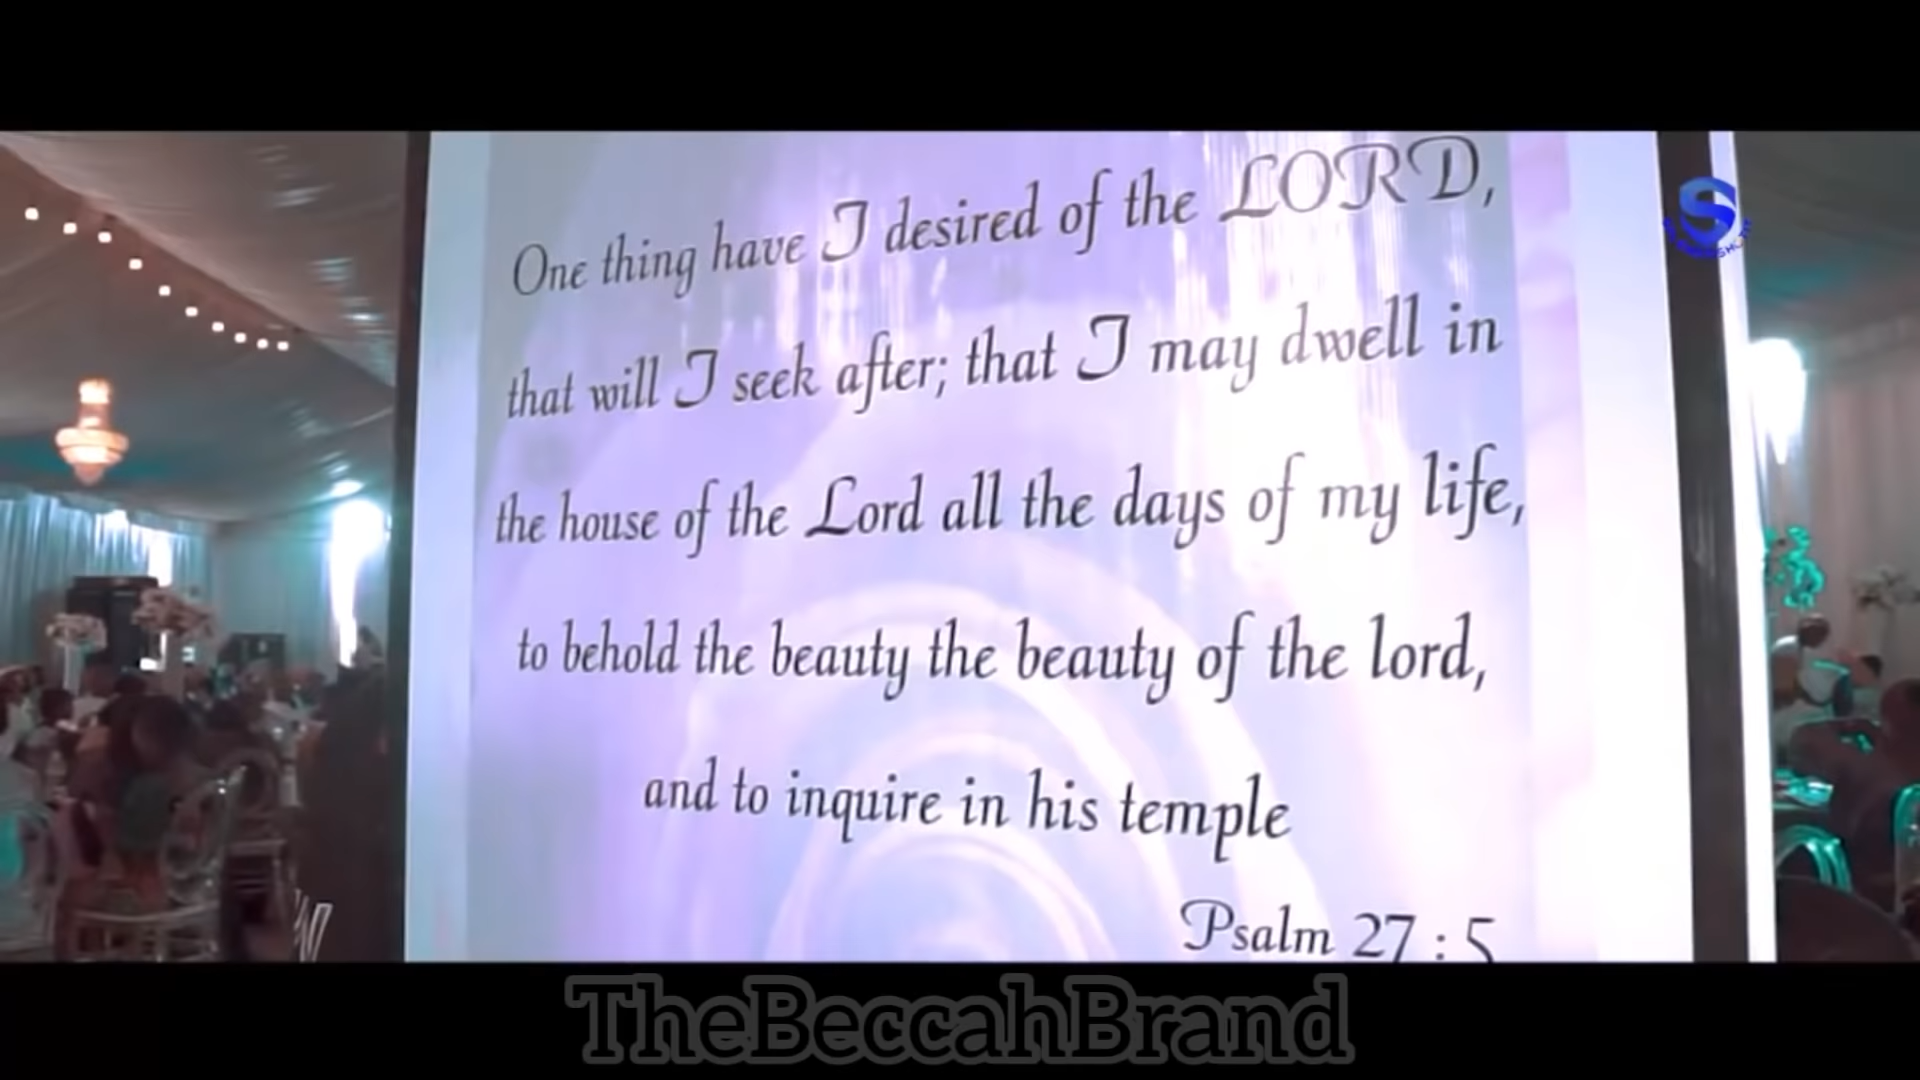 One thing have I desired of the LORD,
that will I seek after; that I may dwell in
the house of the Lord all the days of my life,
to behold the beauty the beauty of the lord,
and to inquire in his temple
Psalm 27 : 5
S
TheBeccahBrand